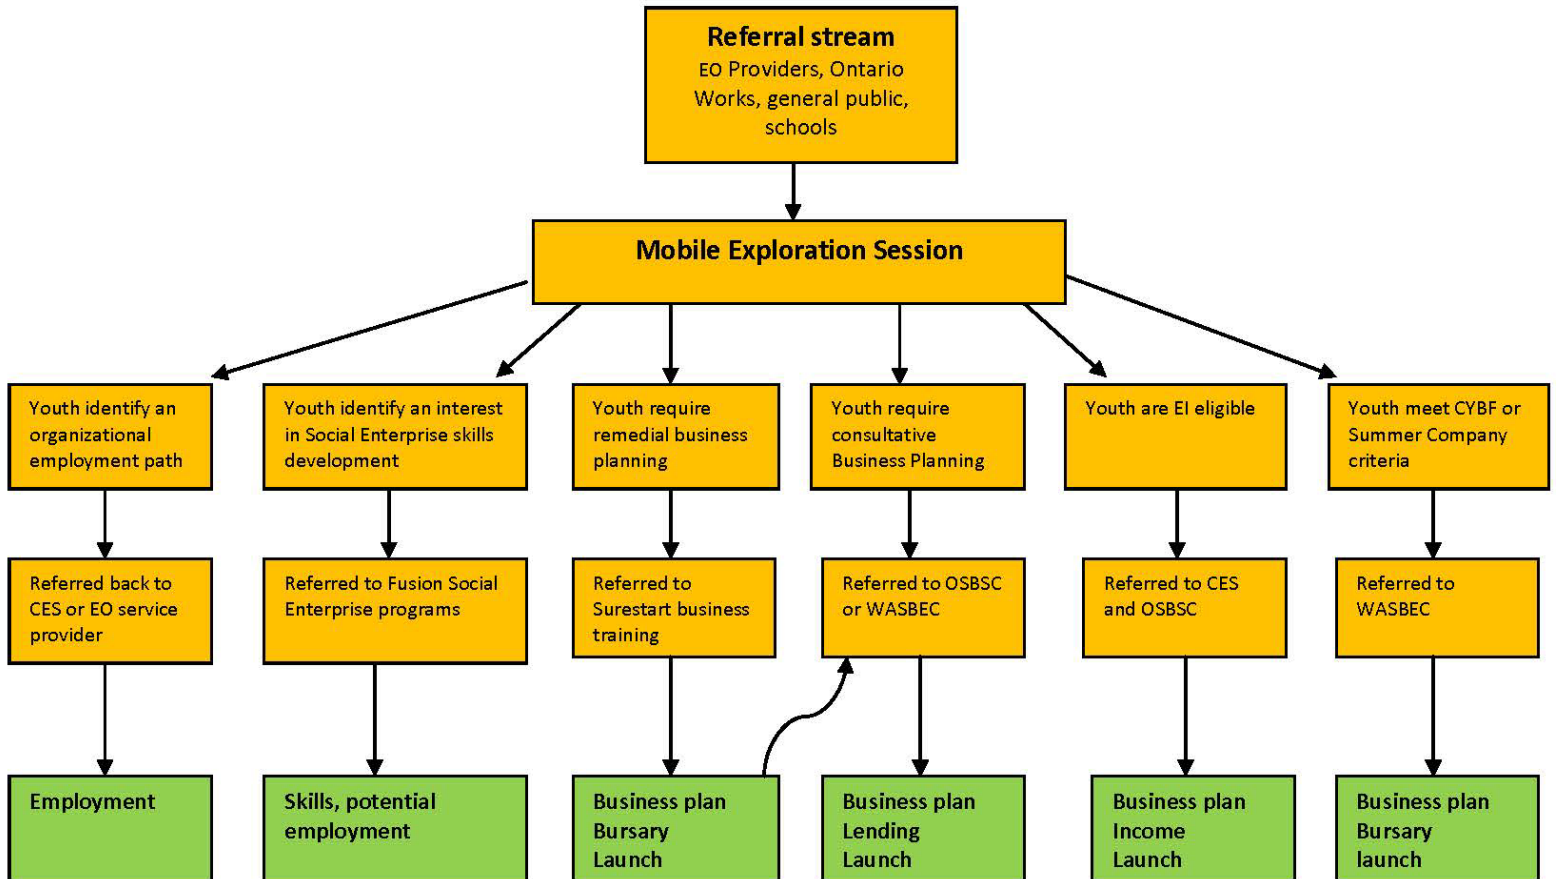 Referral stream
EO Providers, Ontario
Works, general public,
schools
Mobile Exploration Session
Youth identify an
organizational
employment path
Youth identify an interest
in Social Enterprise skills
development
Youth require
remedial business
planning
Youth require
consultative
Business Planning
Youth are EI eligible
Youth meet CYBF or
Summer Company
criteria
Referred back to
CES or EO service
provider
Referred to Fusion Social
Enterprise programs
Referred to
Surestart business
training
Referred to OSBSC
or WASBEC
Referred to CES
and OSBSC
Referred to
WASBEC
Employment
Skills, potential
employment
Business plan
Bursary
Launch
Business plan
Lending
Launch
Business plan
Income
Launch
Business plan
Bursary
launch